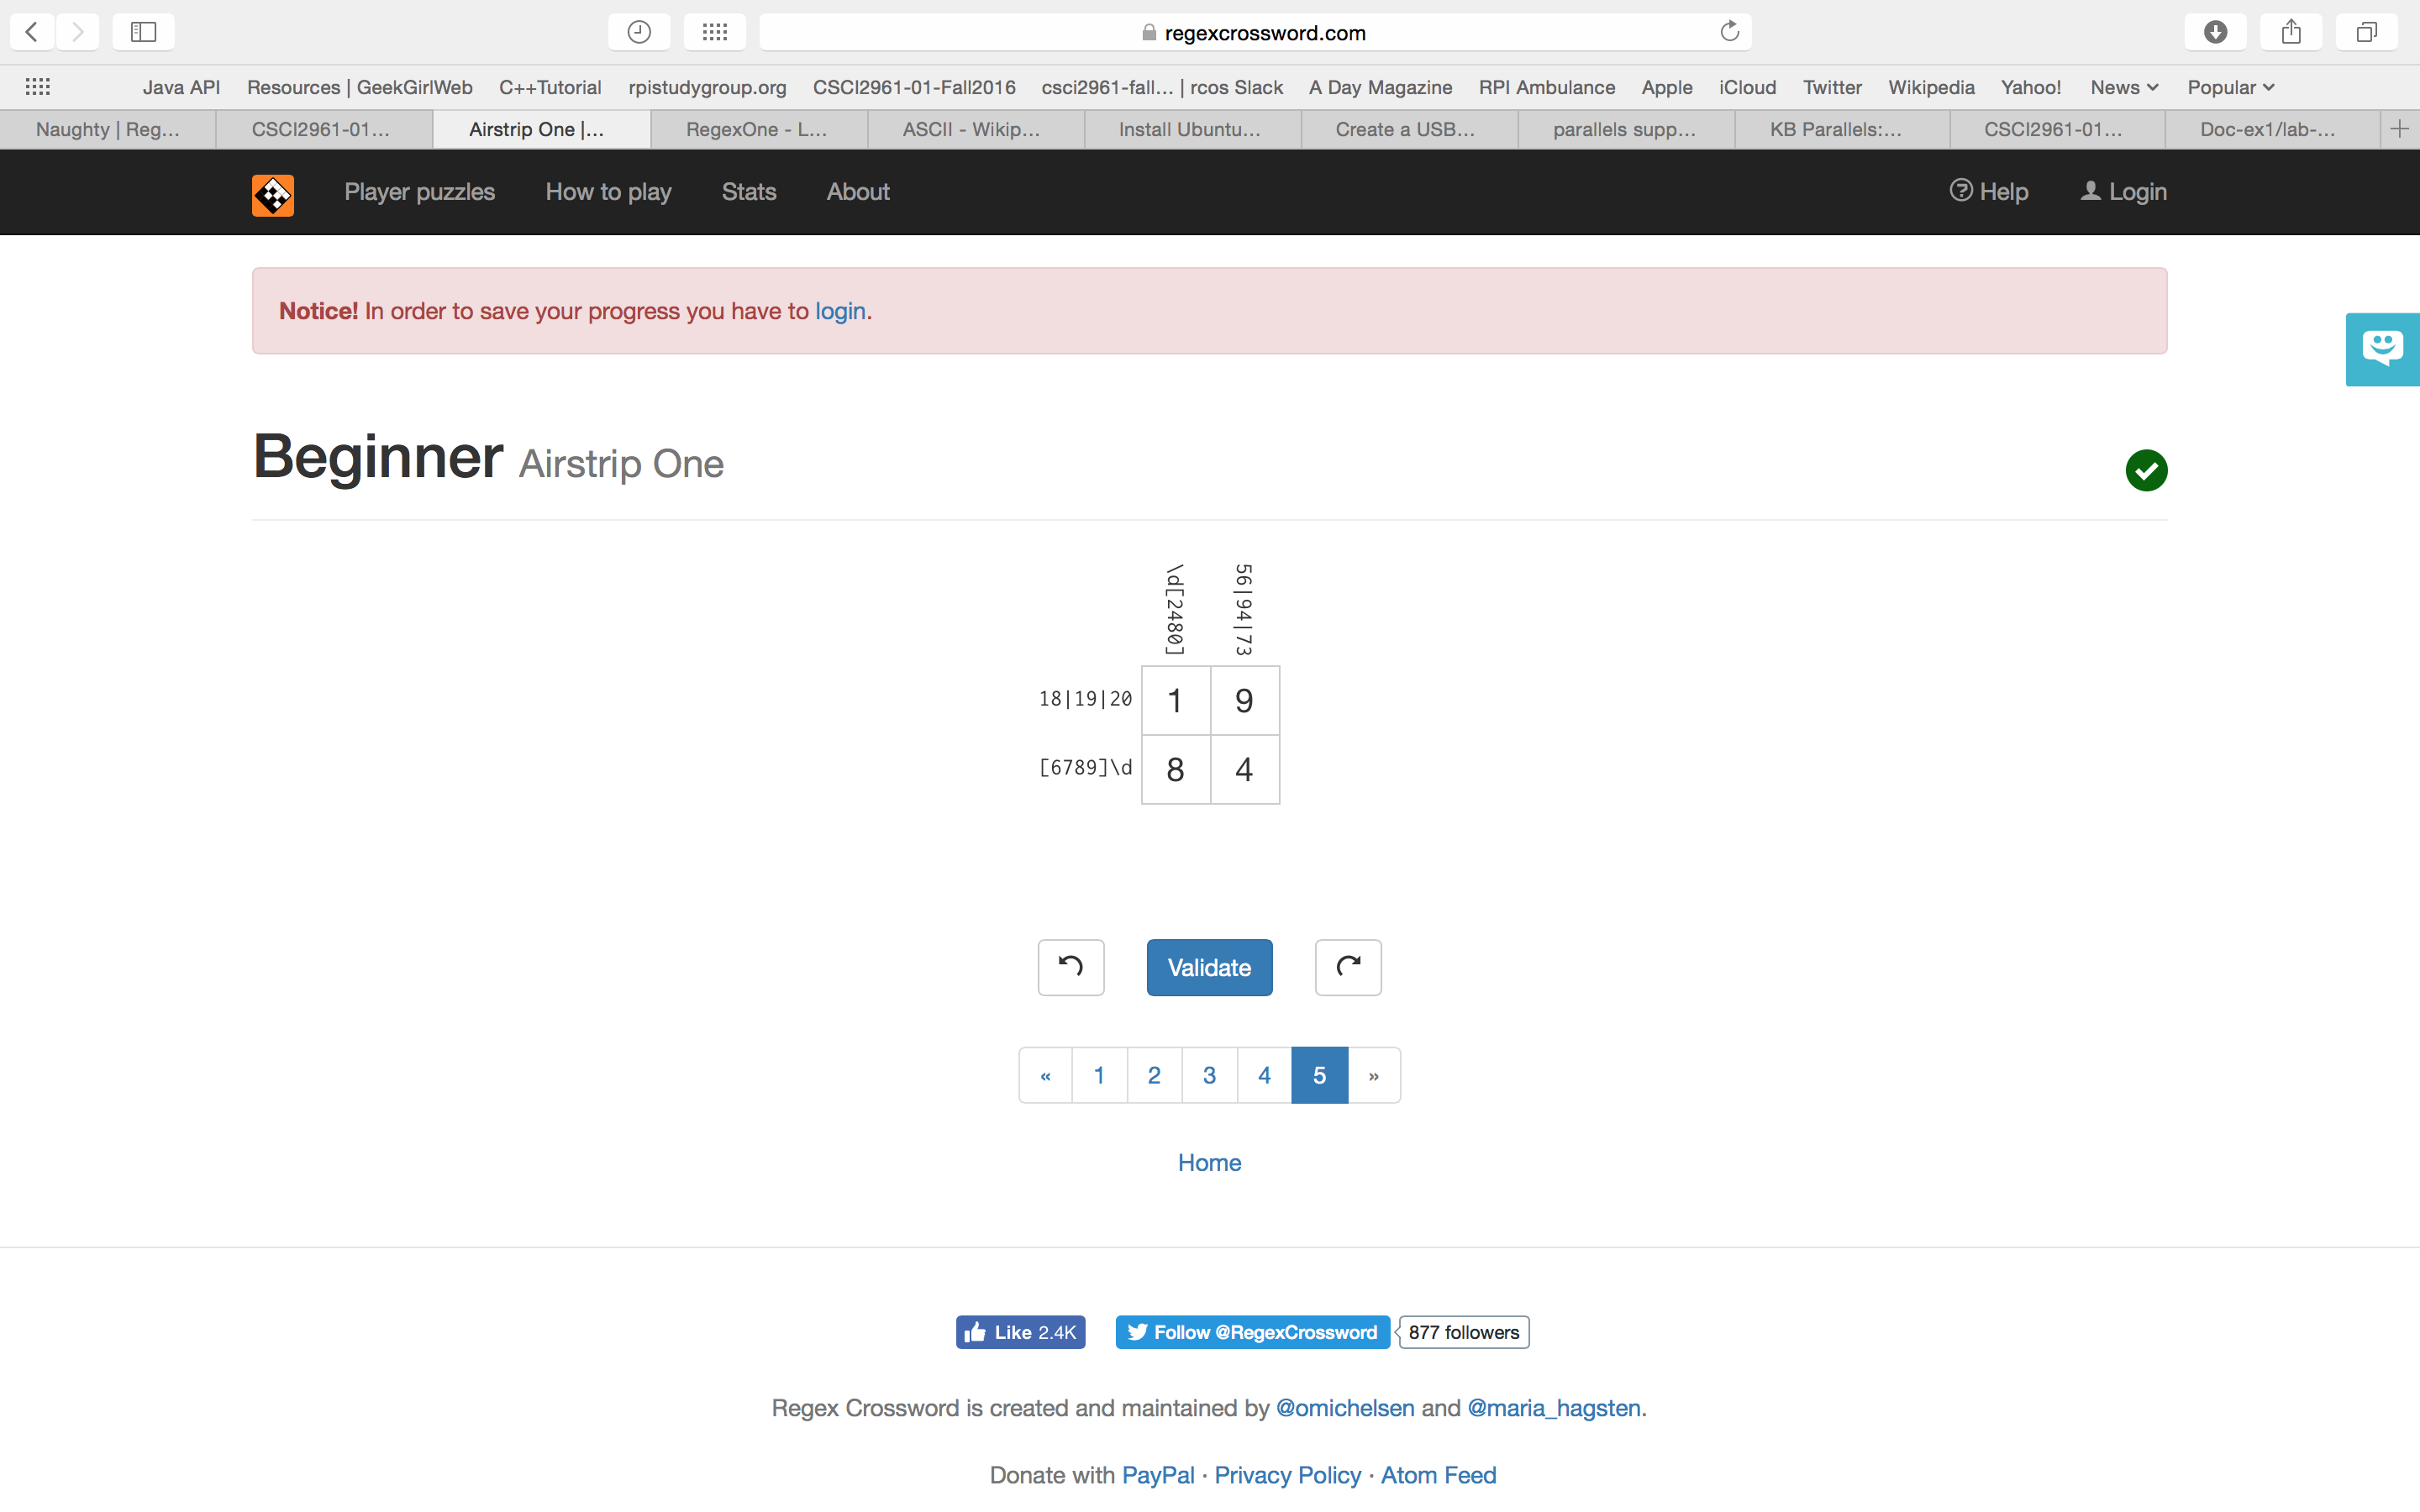 regexcrossword.com
Java API Resources | GeekGirlWeb C++Tutorial rpistudygroup.org CSCI2961-01-Fall2016 csci2961-fall... | rcos Slack A Day Magazine RPI Ambulance Apple iCloud Twitter Wikipedia Yahoo! News Popular
Naughty | Reg... CSCI2961-01... Airstrip One |... RegexOne - L... ASCII - Wikip... Install Ubuntu... Create a USB... parallels supp... KB Parallels:... CSCI2961-01... Doc-ex1/lab-...
Player puzzles How to play Stats About Help Login
Notice! In order to save your progress you have to login.
Beginner Airstrip One
\d[2480] 56|94|73
18|19|20 1 9
[6789]\d 8 4
Validate
« 1 2 3 4 5 »
Home
Like 2.4K Follow @RegexCrossword 877 followers
Regex Crossword is created and maintained by @omichelsen and @maria_hagsten.
Donate with PayPal · Privacy Policy · Atom Feed